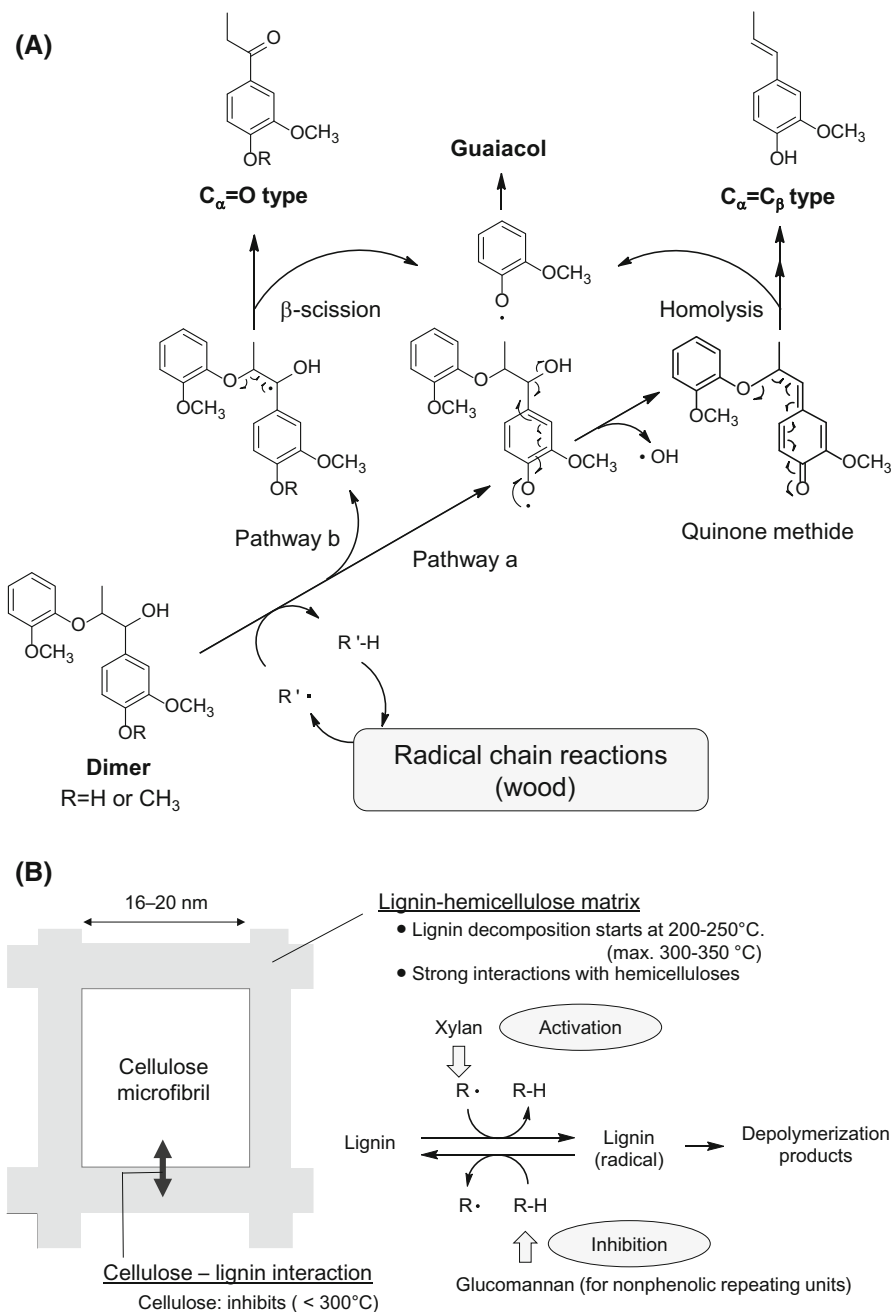 (A)
O
OCH3
OR
Cα=O type
Guaiacol
OCH3
O
•
OCH3
OH
Cα=Cβ type
β-scission
Homolysis
OH
O
OCH3
OCH3
OR
OH
O
OCH3
OCH3
O
•
•OH
O
OCH3
OCH3
O
Quinone methide
Pathway b
Pathway a
OH
O
OCH3
OCH3
OR
Dimer
R=H or CH3
R'-H
R'•
Radical chain reactions
(wood)
(B)
16–20 nm
Cellulose
microfibril
Cellulose – lignin interaction
Cellulose: inhibits ( < 300°C)
Lignin-hemicellulose matrix
• Lignin decomposition starts at 200-250°C.
(max. 300-350 °C)
• Strong interactions with hemicelluloses
Xylan Activation
R• R-H
Lignin
Lignin
(radical)
Depolymerization
products
R• R-H
Inhibition
Glucomannan (for nonphenolic repeating units)